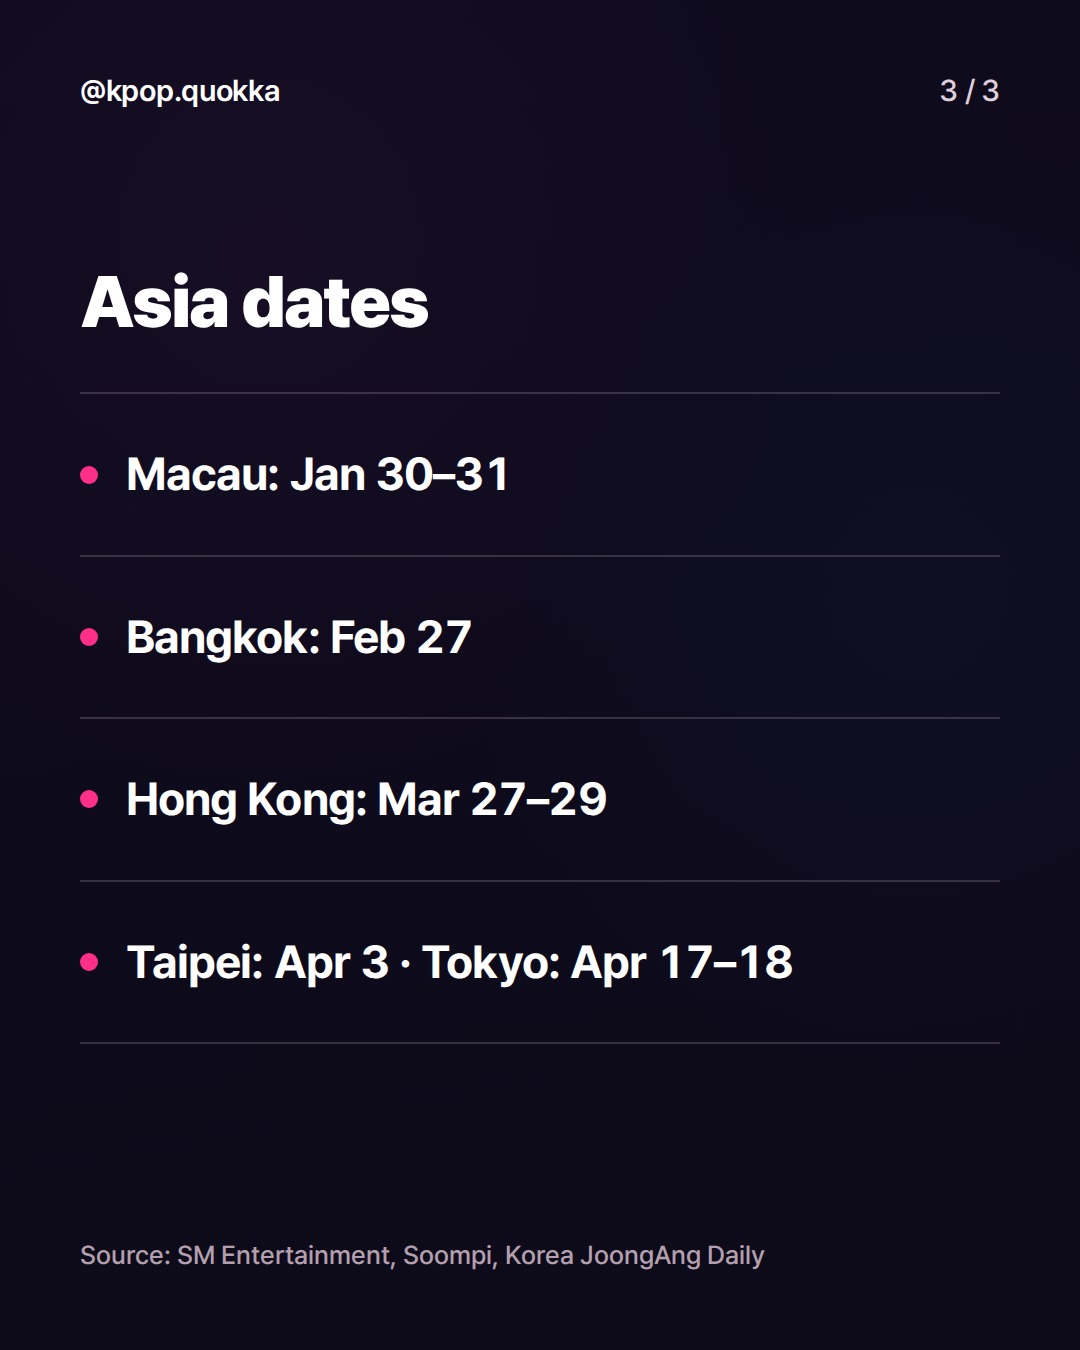 @kpop.quokka
3 / 3
Asia dates
Macau: Jan 30–31
Bangkok: Feb 27
Hong Kong: Mar 27–29
Taipei: Apr 3 · Tokyo: Apr 17–18
Source: SM Entertainment, Soompi, Korea JoongAng Daily